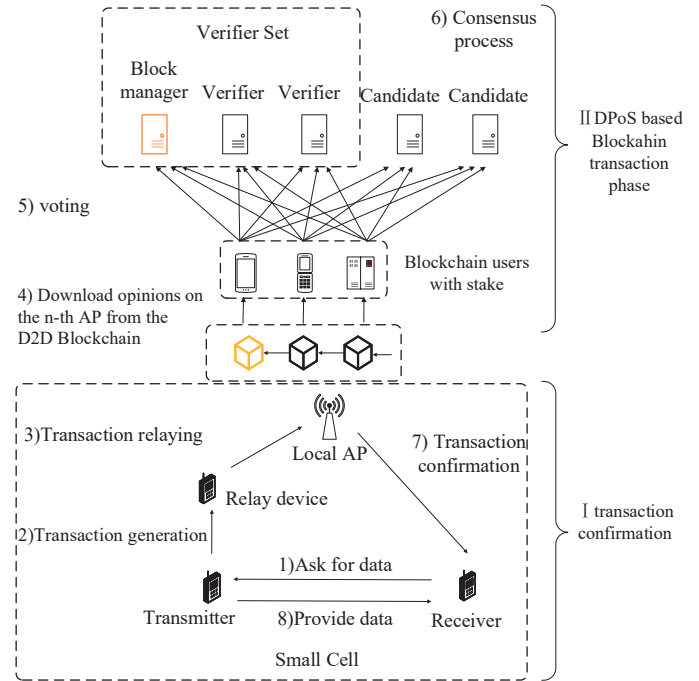 6) Consensus
process
Verifier Set
Block
manager
Verifier
Verifier
Candidate
Candidate
Ⅱ DPoS based
Blockahin
transaction
phase
5) voting
Blockchain users
with stake
4) Download opinions on
the n-th AP from the
D2D Blockchain
3)Transaction relaying
Local AP
7) Transaction
confirmation
Relay device
Ⅰ transaction
confirmation
2)Transaction generation
1)Ask for data
Transmitter
8)Provide data
Receiver
Small Cell